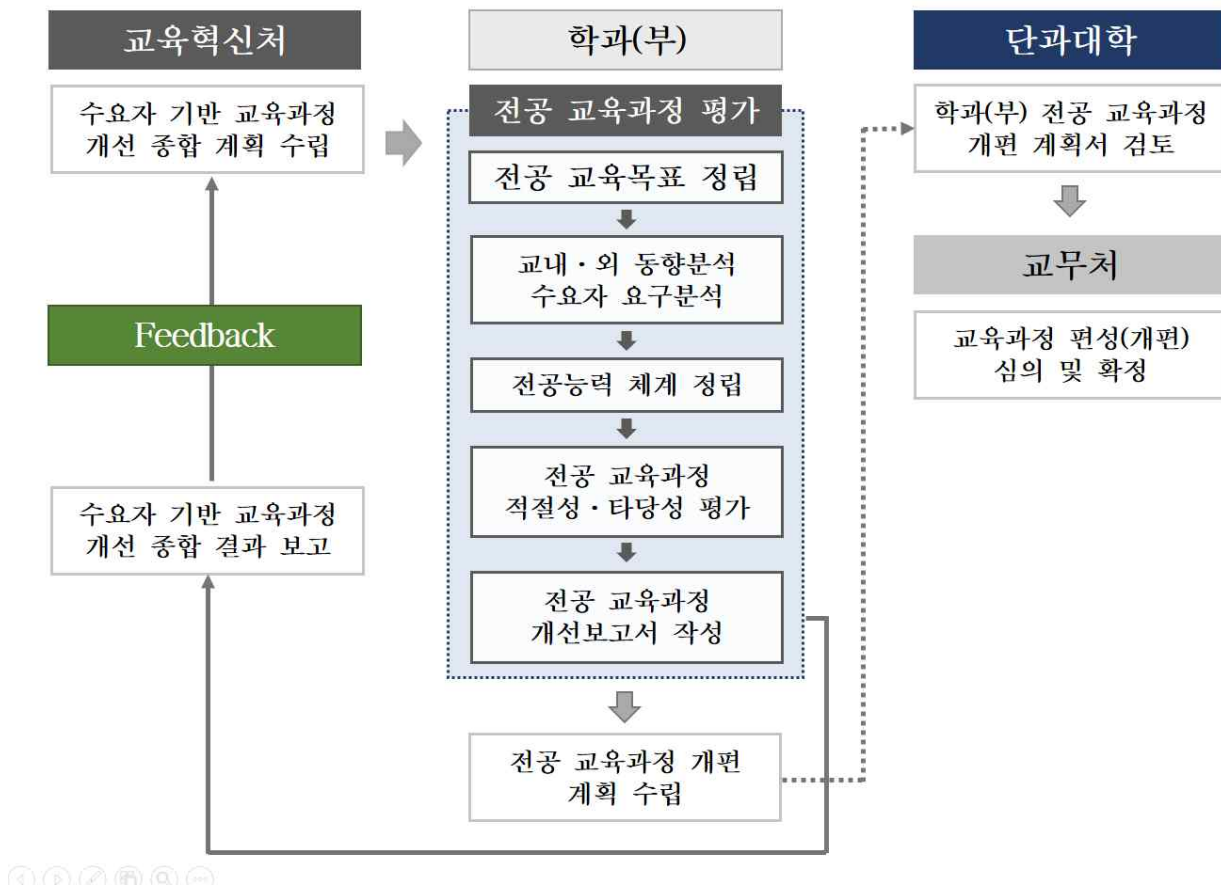 교육혁신처
수요자 기반 교육과정
개선 종합 계획 수립
Feedback
수요자 기반 교육과정
개선 종합 결과 보고
학과(부)
전공 교육과정 평가
전공 교육목표 정립
교내·외 동향분석
수요자 요구분석
전공능력 체계 정립
전공 교육과정
적절성·타당성 평가
전공 교육과정
개선보고서 작성
전공 교육과정 개편
계획 수립
단과대학
학과(부) 전공 교육과정
개편 계획서 검토
교무처
교육과정 편성(개편)
심의 및 확정